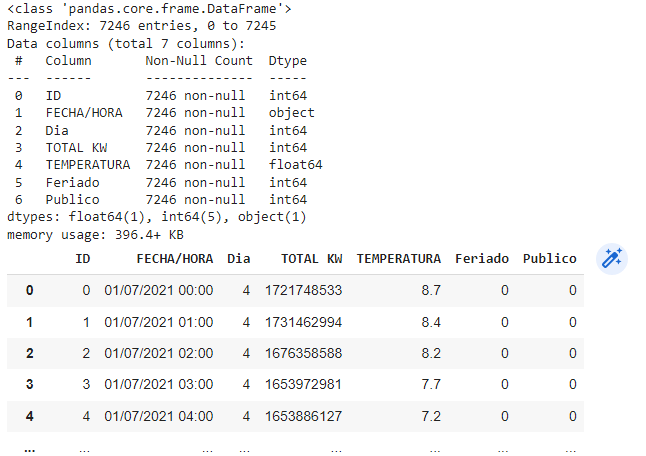 <class 'pandas.core.frame.DataFrame'>
RangeIndex: 7246 entries, 0 to 7245
Data columns (total 7 columns):
 #   Column       Non-Null Count  Dtype
---  ------       --------------  -----
 0   ID           7246 non-null   int64
 1   FECHA/HORA   7246 non-null   object
 2   Dia          7246 non-null   int64
 3   TOTAL KW     7246 non-null   int64
 4   TEMPERATURA  7246 non-null   float64
 5   Feriado      7246 non-null   int64
 6   Publico      7246 non-null   int64
dtypes: float64(1), int64(5), object(1)
memory usage: 396.4+ KB
ID FECHA/HORA Dia TOTAL KW TEMPERATURA Feriado Publico
0 0 01/07/2021 00:00 4 1721748533 8.7 0 0
1 1 01/07/2021 01:00 4 1731462994 8.4 0 0
2 2 01/07/2021 02:00 4 1676358588 8.2 0 0
3 3 01/07/2021 03:00 4 1653972981 7.7 0 0
4 4 01/07/2021 04:00 4 1653886127 7.2 0 0
... ... ... ... ... ... ... ...